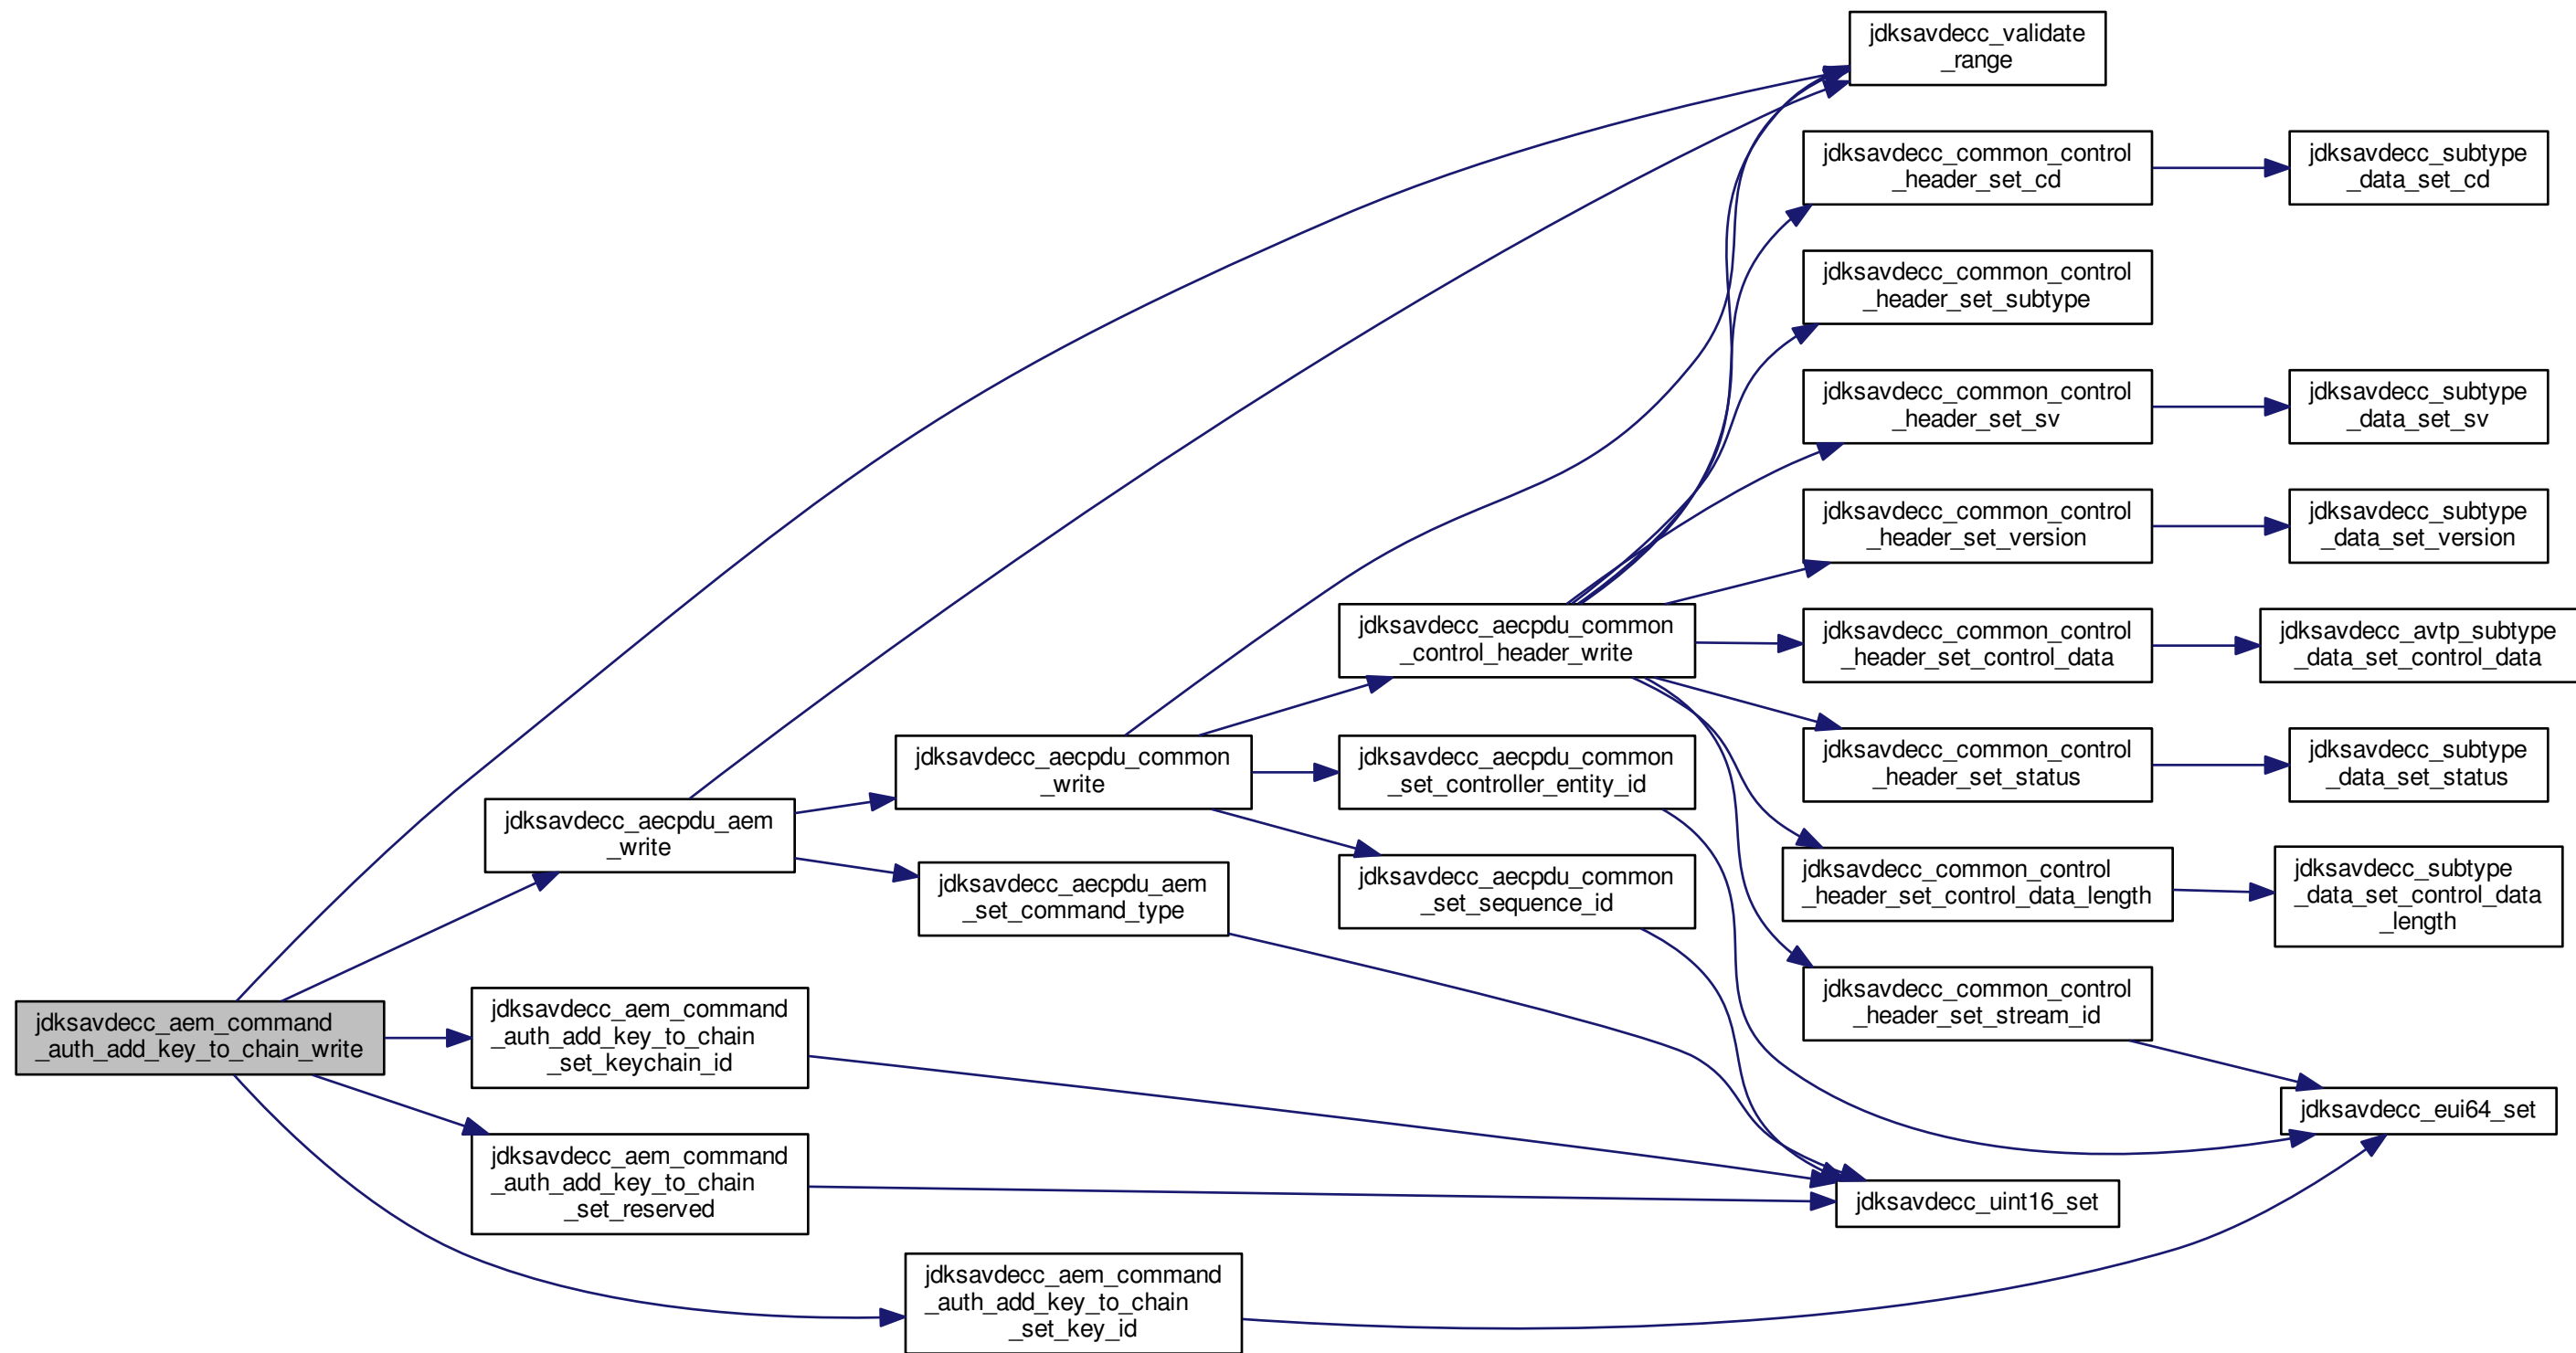 jdksavdecc_validate
_range
jdksavdecc_common_control
_header_set_cd
jdksavdecc_subtype
_data_set_cd
jdksavdecc_common_control
_header_set_subtype
jdksavdecc_common_control
_header_set_sv
jdksavdecc_subtype
_data_set_sv
jdksavdecc_common_control
_header_set_version
jdksavdecc_subtype
_data_set_version
jdksavdecc_aecpdu_common
_control_header_write
jdksavdecc_common_control
_header_set_control_data
jdksavdecc_avtp_subtype
_data_set_control_data
jdksavdecc_aecpdu_common
_write
jdksavdecc_aecpdu_common
_set_controller_entity_id
jdksavdecc_common_control
_header_set_status
jdksavdecc_subtype
_data_set_status
jdksavdecc_aecpdu_aem
_write
jdksavdecc_aecpdu_aem
_set_command_type
jdksavdecc_aecpdu_common
_set_sequence_id
jdksavdecc_common_control
_header_set_control_data_length
jdksavdecc_subtype
_data_set_control_data
_length
jdksavdecc_common_control
_header_set_stream_id
jdksavdecc_aem_command
_auth_add_key_to_chain_write
jdksavdecc_aem_command
_auth_add_key_to_chain
_set_keychain_id
jdksavdecc_eui64_set
jdksavdecc_aem_command
_auth_add_key_to_chain
_set_reserved
jdksavdecc_uint16_set
jdksavdecc_aem_command
_auth_add_key_to_chain
_set_key_id